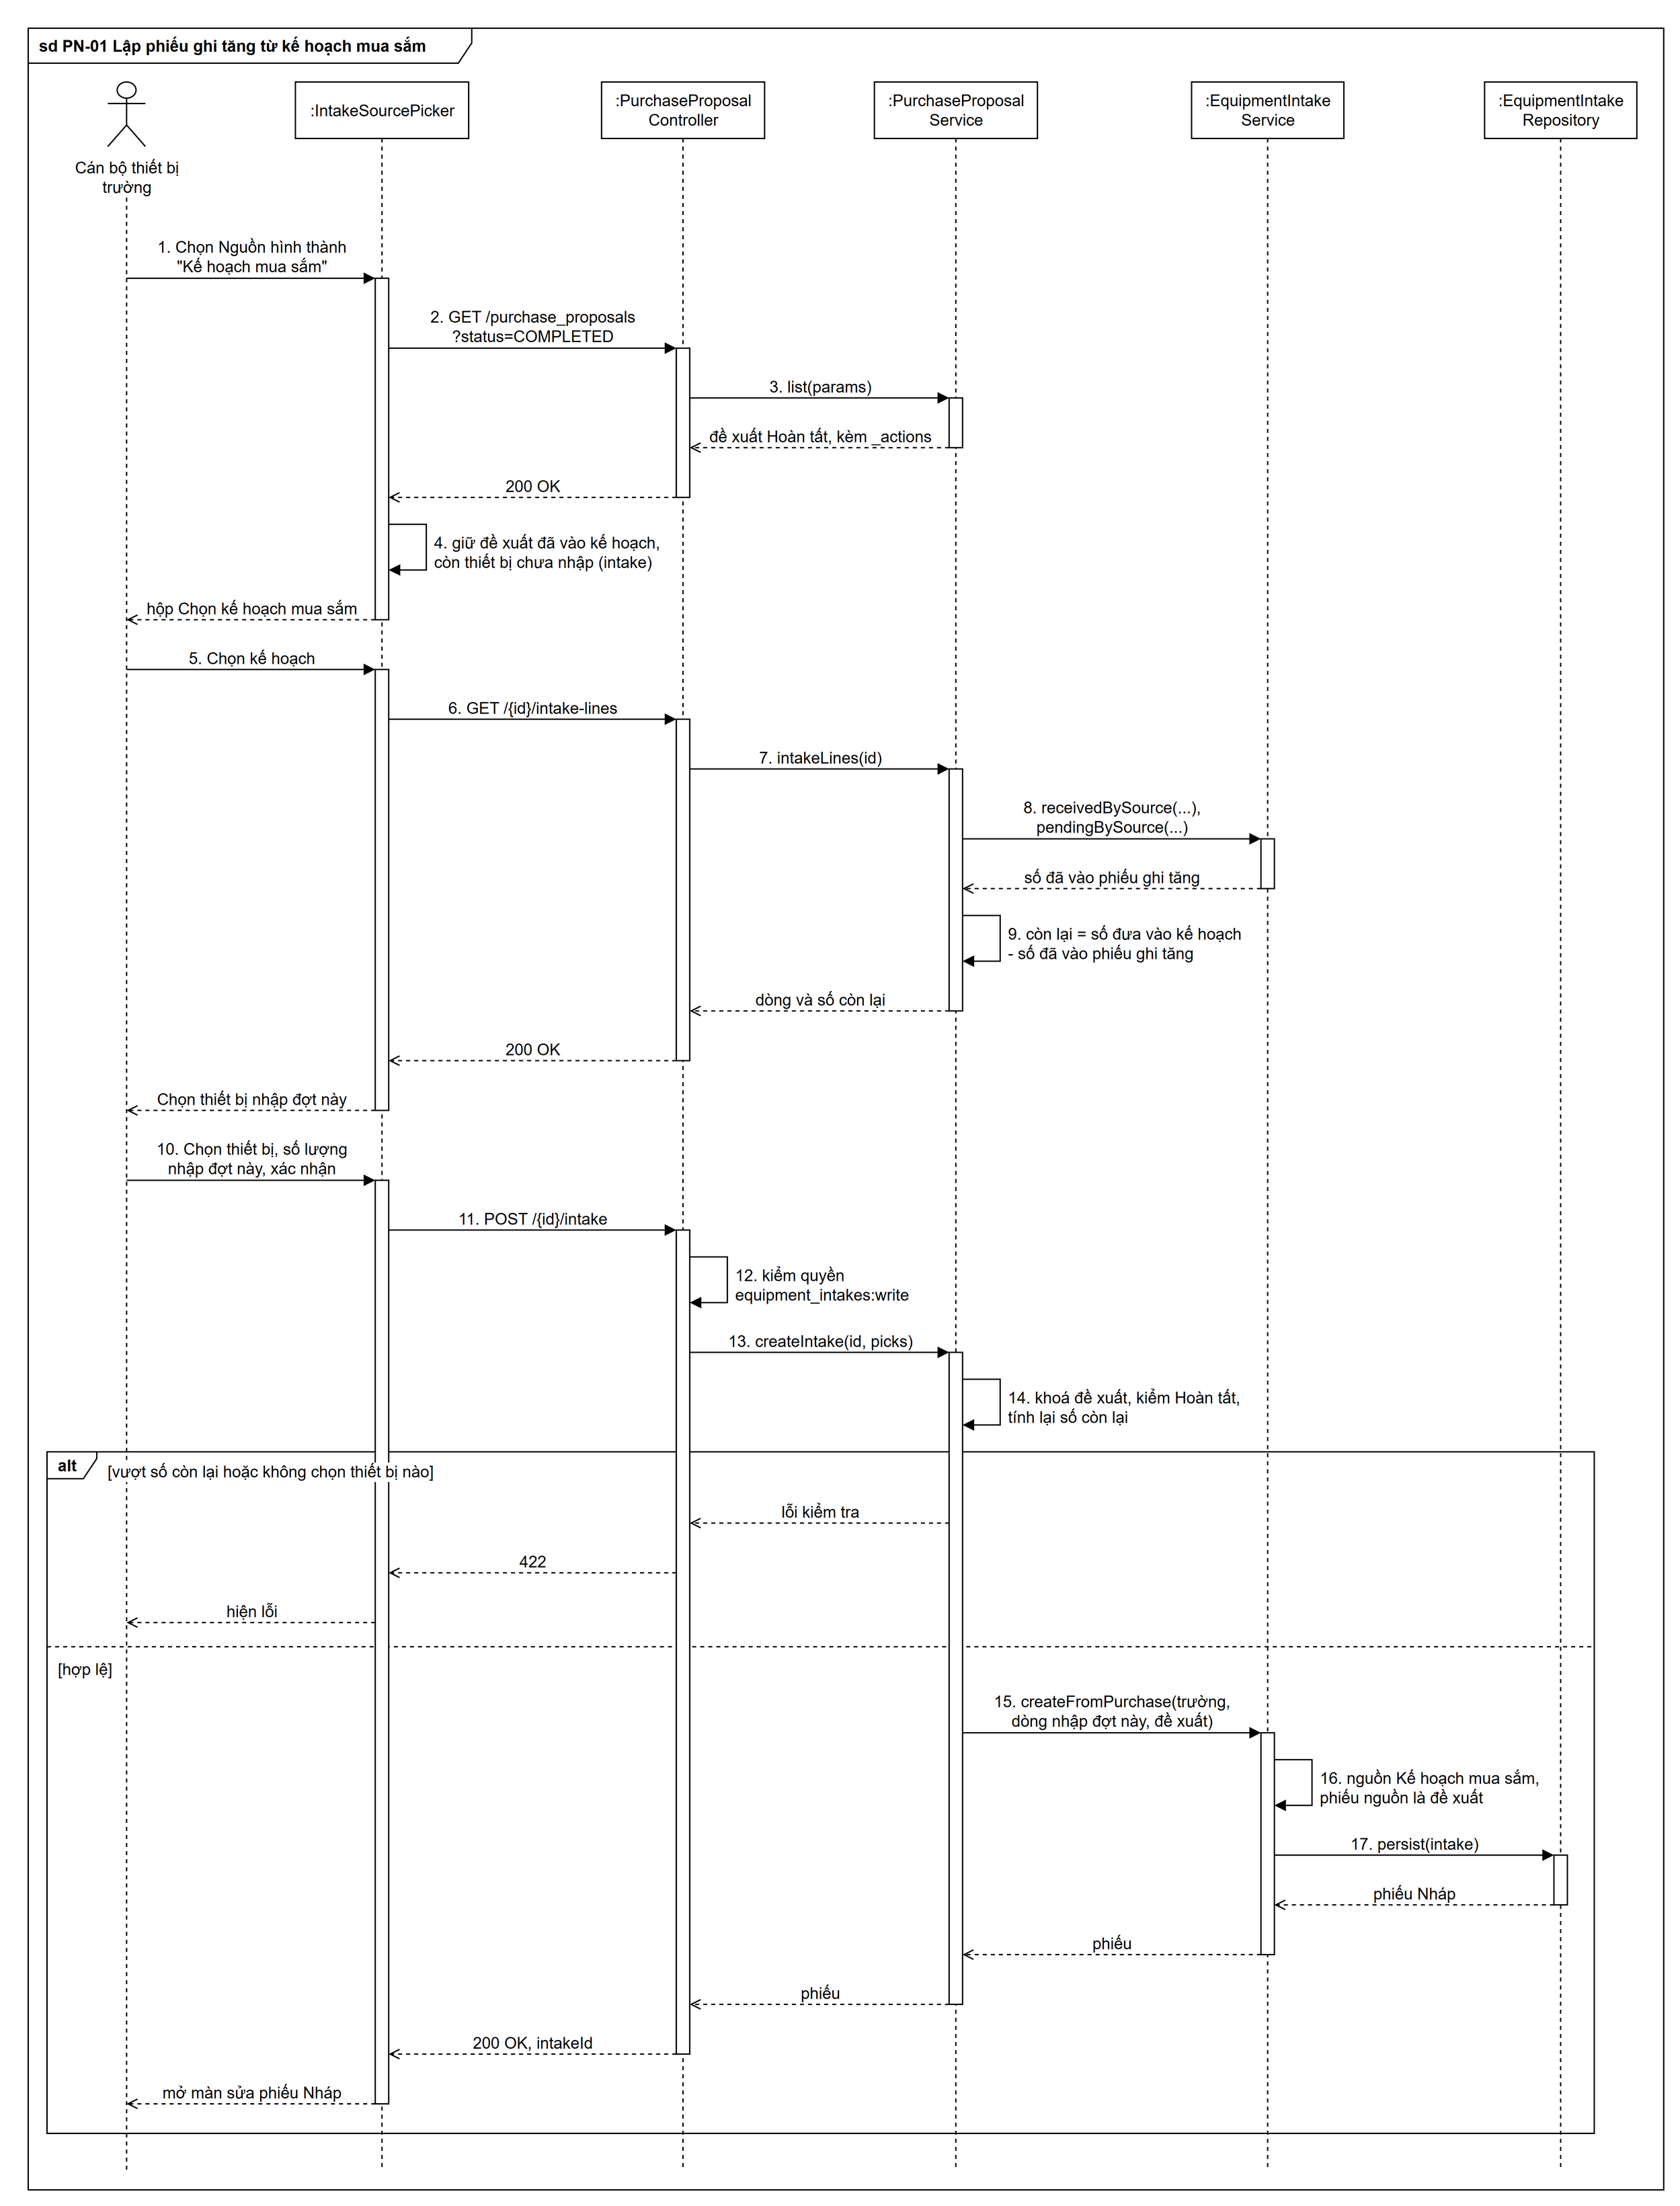 sd PN-01 Lập phiếu ghi tăng từ kế hoạch mua sắm
Cán bộ thiết bị
trường
:IntakeSourcePicker
:PurchaseProposal
Controller
:PurchaseProposal
Service
:EquipmentIntake
Service
:EquipmentIntake
Repository
1. Chọn Nguồn hình thành
"Kế hoạch mua sắm"
2. GET /purchase_proposals
?status=COMPLETED
3. list(params)
đề xuất Hoàn tất, kèm _actions
200 OK
4. giữ đề xuất đã vào kế hoạch,
còn thiết bị chưa nhập (intake)
hộp Chọn kế hoạch mua sắm
5. Chọn kế hoạch
6. GET /{id}/intake-lines
7. intakeLines(id)
8. receivedBySource(...),
pendingBySource(...)
số đã vào phiếu ghi tăng
9. còn lại = số đưa vào kế hoạch
- số đã vào phiếu ghi tăng
dòng và số còn lại
200 OK
Chọn thiết bị nhập đợt này
10. Chọn thiết bị, số lượng
nhập đợt này, xác nhận
11. POST /{id}/intake
12. kiểm quyền
equipment_intakes:write
13. createIntake(id, picks)
14. khoá đề xuất, kiểm Hoàn tất,
tính lại số còn lại
alt
[vượt số còn lại hoặc không chọn thiết bị nào]
lỗi kiểm tra
422
hiện lỗi
[hợp lệ]
15. createFromPurchase(trường,
dòng nhập đợt này, đề xuất)
16. nguồn Kế hoạch mua sắm,
phiếu nguồn là đề xuất
17. persist(intake)
phiếu Nháp
phiếu
phiếu
200 OK, intakeId
mở màn sửa phiếu Nháp